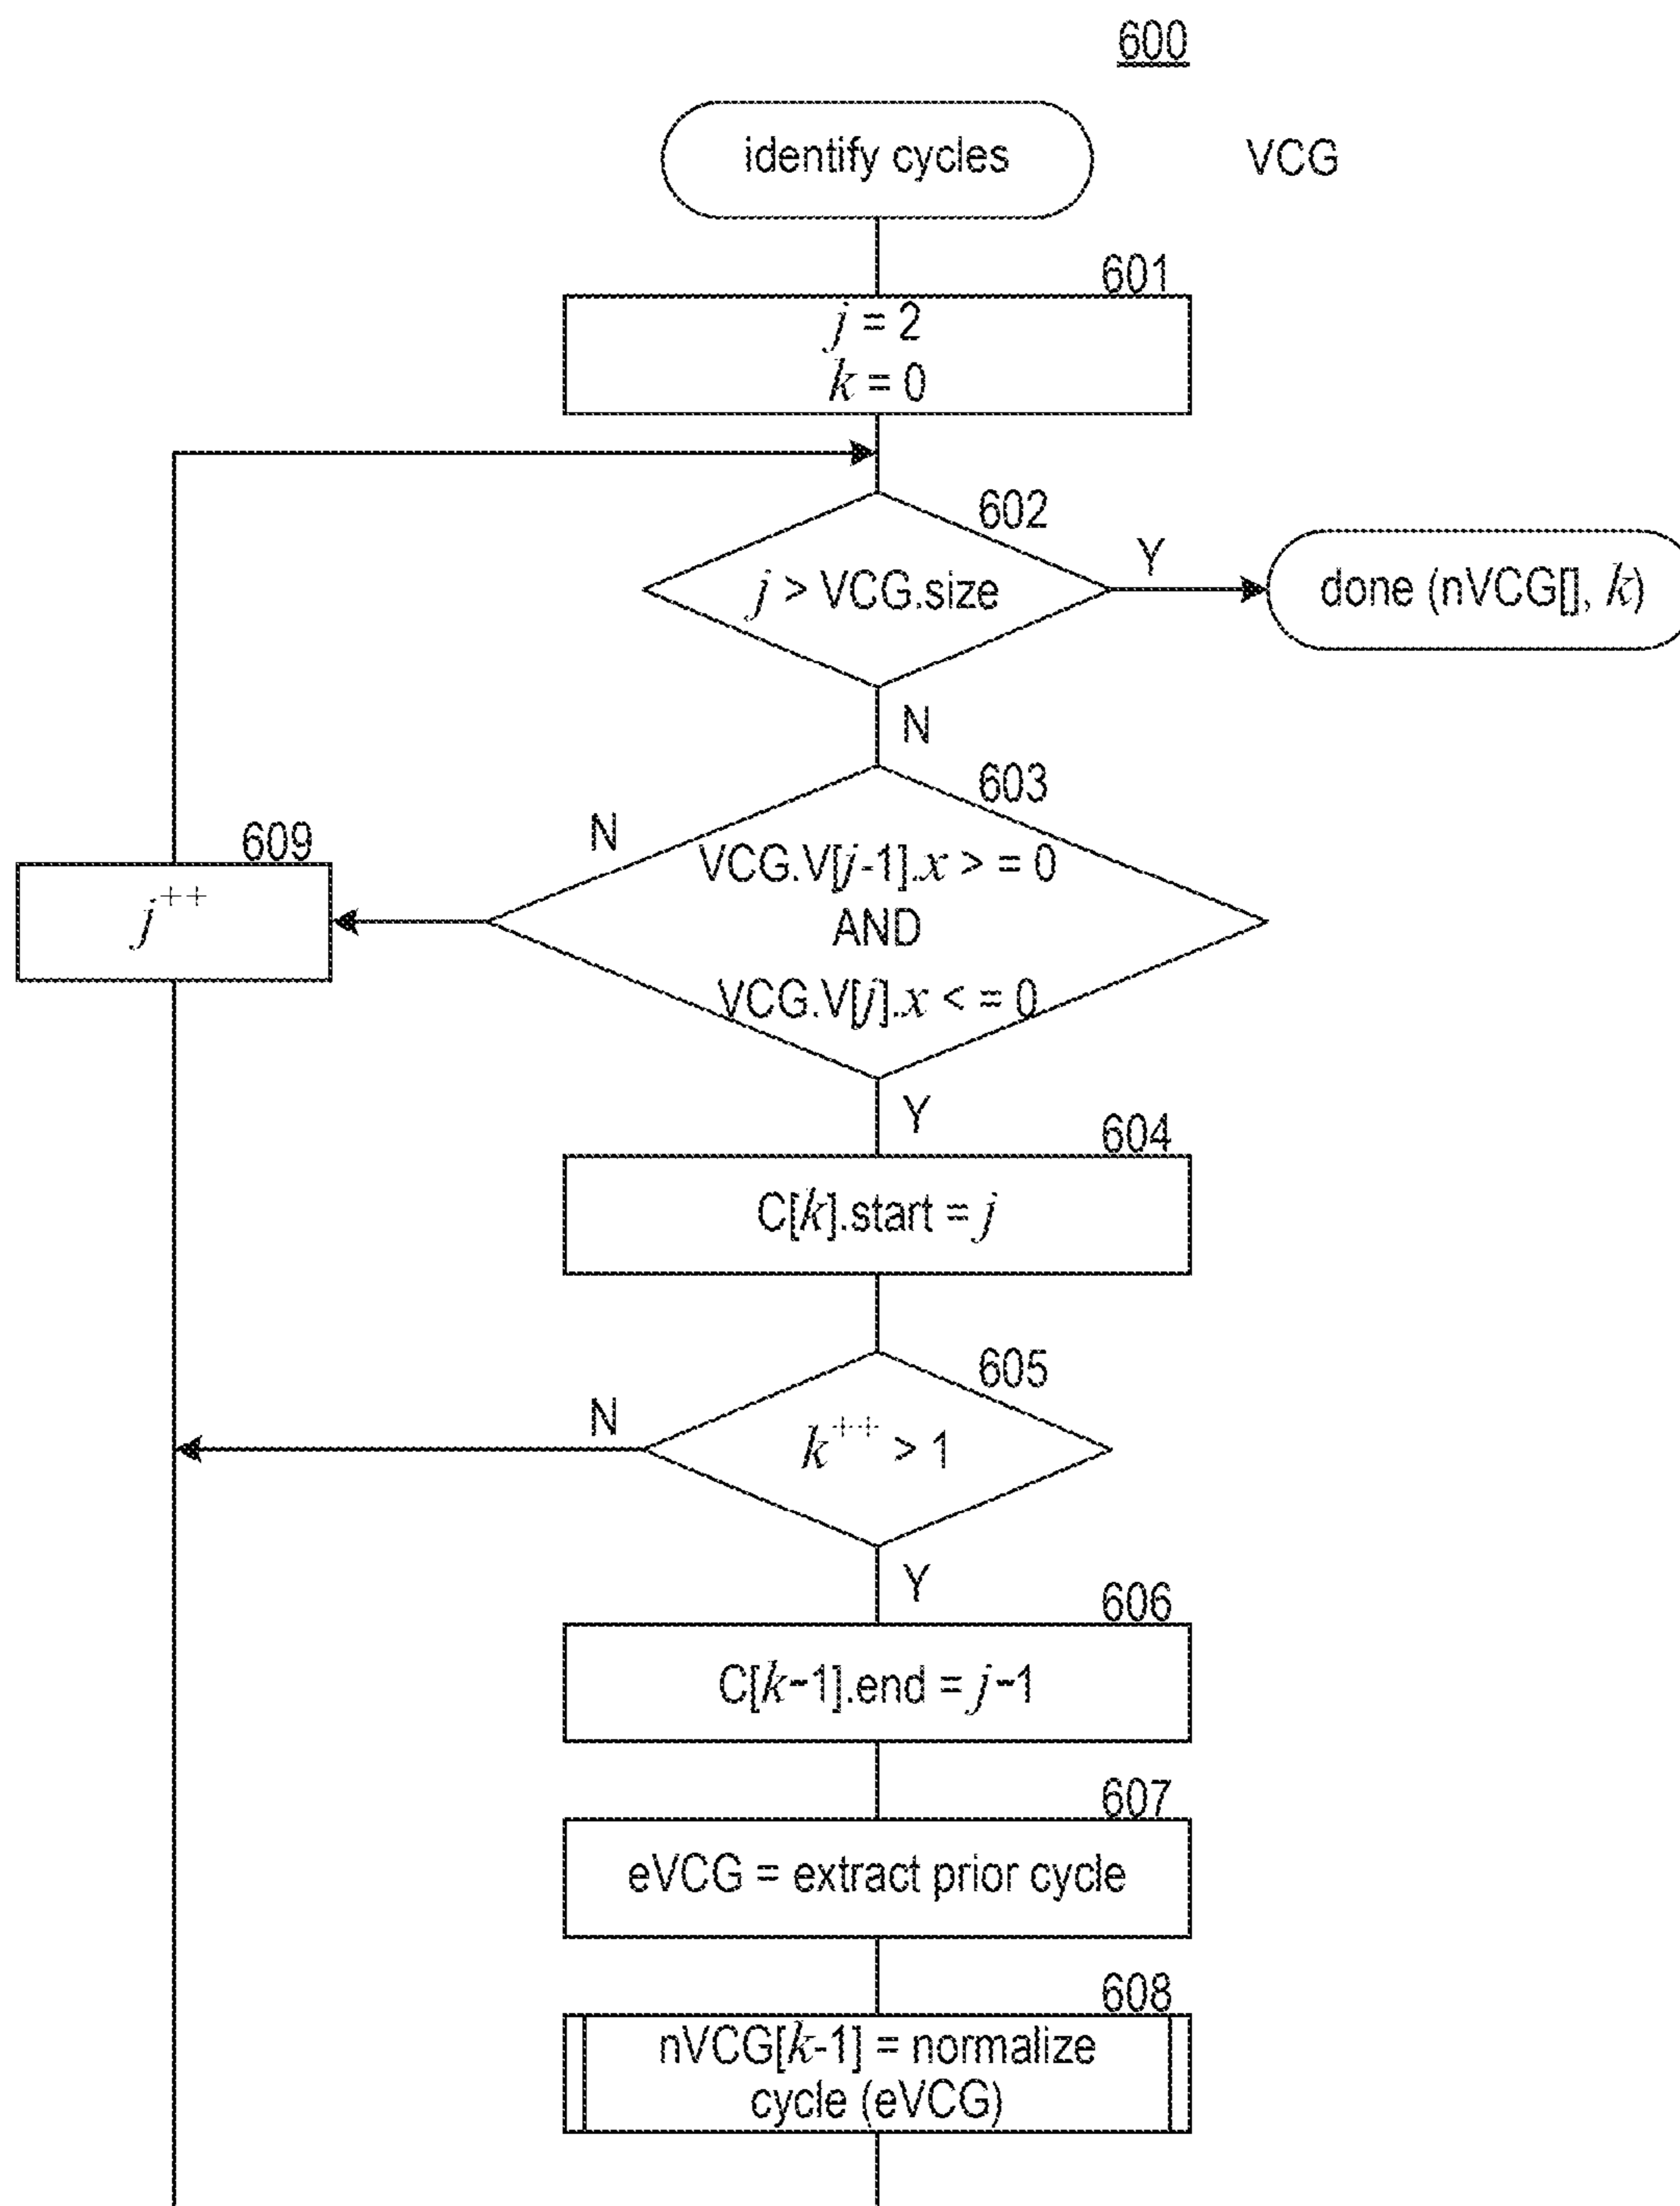 600
identify cycles
VCG
601
j = 2
k = 0
602
j > VCG.size
Y
done (nVCG[], k)
N
603
N
VCG.V[j-1].x > = 0
AND
VCG.V[j].x < = 0
609
j++
Y
604
C[k].start = j
605
N
k++ > 1
Y
606
C[k-1].end = j-1
607
eVCG = extract prior cycle
608
nVCG[k-1] = normalize
cycle (eVCG)